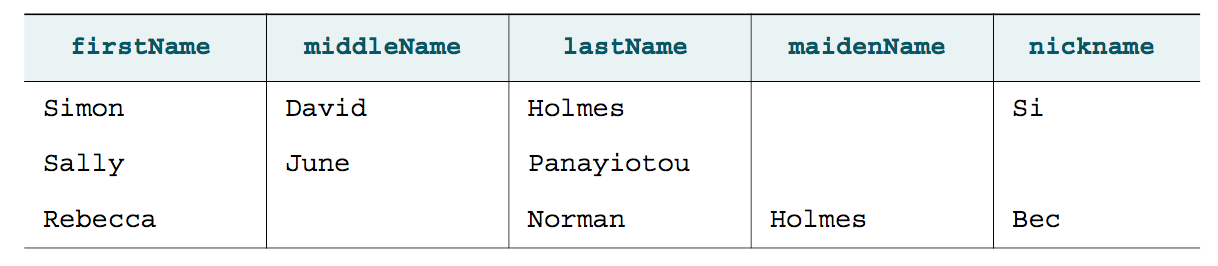 firstName middleName lastName maidenName nickname
Simon David Holmes Si
Sally June Panayiotou
Rebecca Norman Holmes Bec